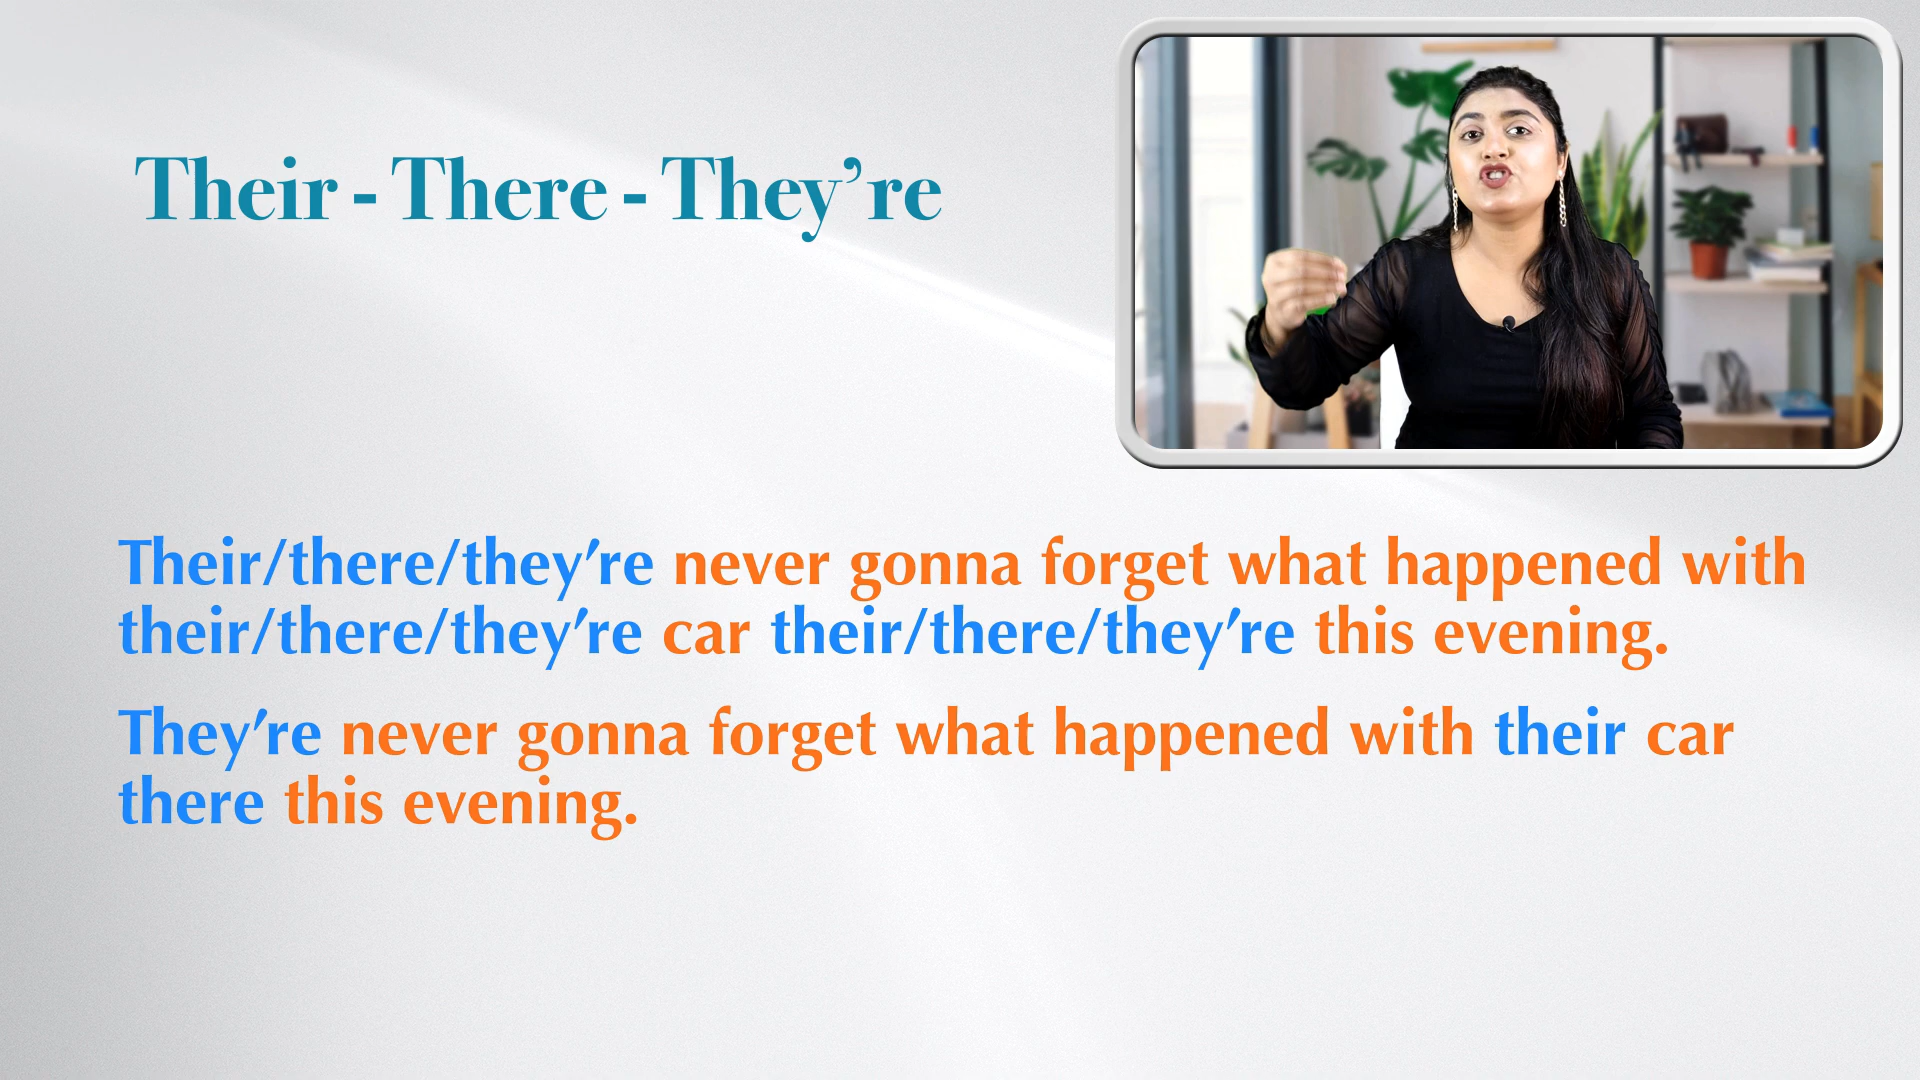 Their - There - They’re
Their/there/they’re never gonna forget what happened with
their/there/they’re car their/there/they’re this evening.
They’re never gonna forget what happened with their car
there this evening.